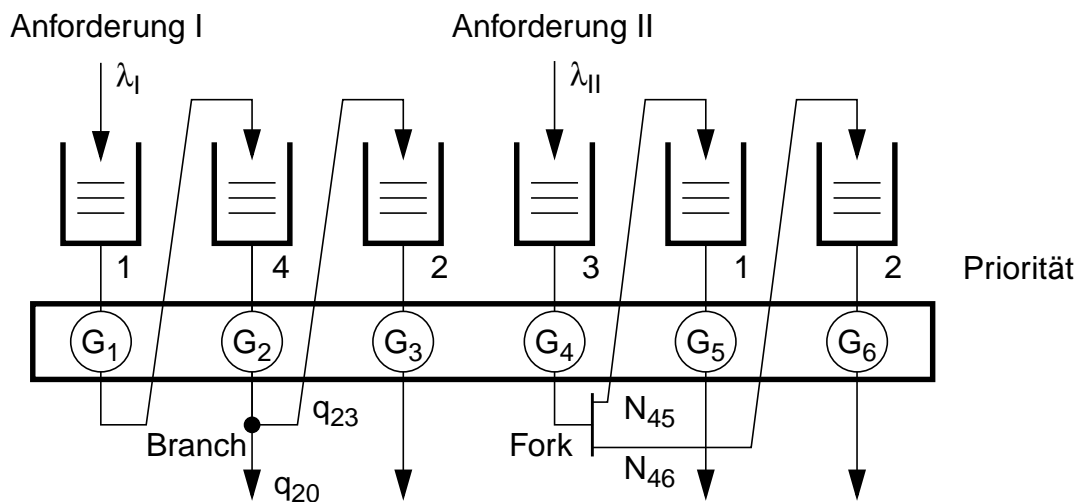 Anforderung I Anforderung II
λI λII
1 4 2 3 1 2 Priorität
G1 G2 G3 G4 G5 G6
q23 N45
Branch Fork
q20 N46